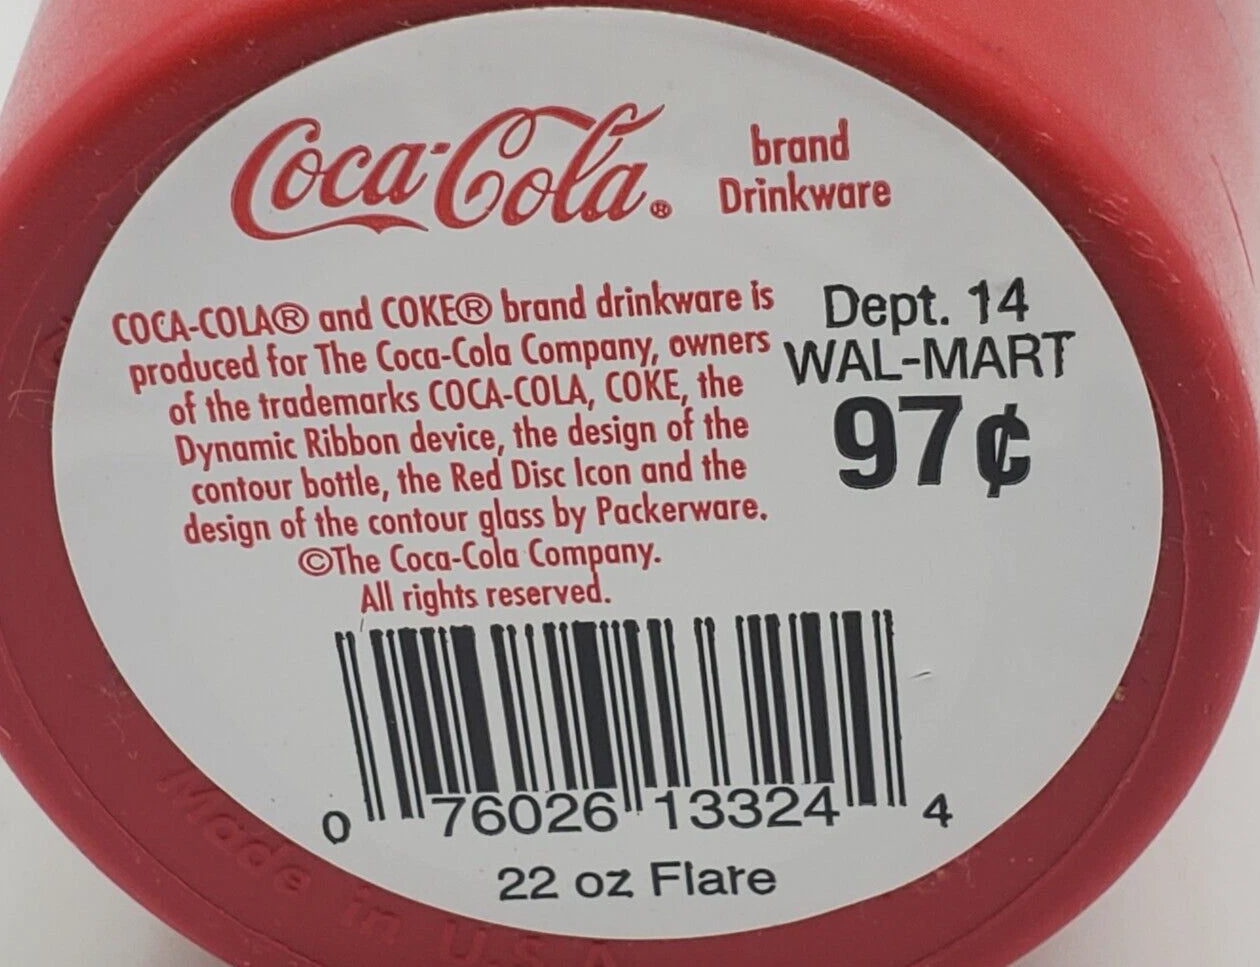 Coca-Cola®
brand
Drinkware
COCA-COLA® and COKE® brand drinkware is
produced for The Coca-Cola Company, owners
of the trademarks COCA-COLA, COKE, the
Dynamic Ribbon device, the design of the
contour bottle, the Red Disc Icon and the
design of the contour glass by Packerware.
©The Coca-Cola Company.
All rights reserved.
Dept. 14
WAL-MART
97¢
0 76026 13324 4
22 oz Flare
Made in U.S.A